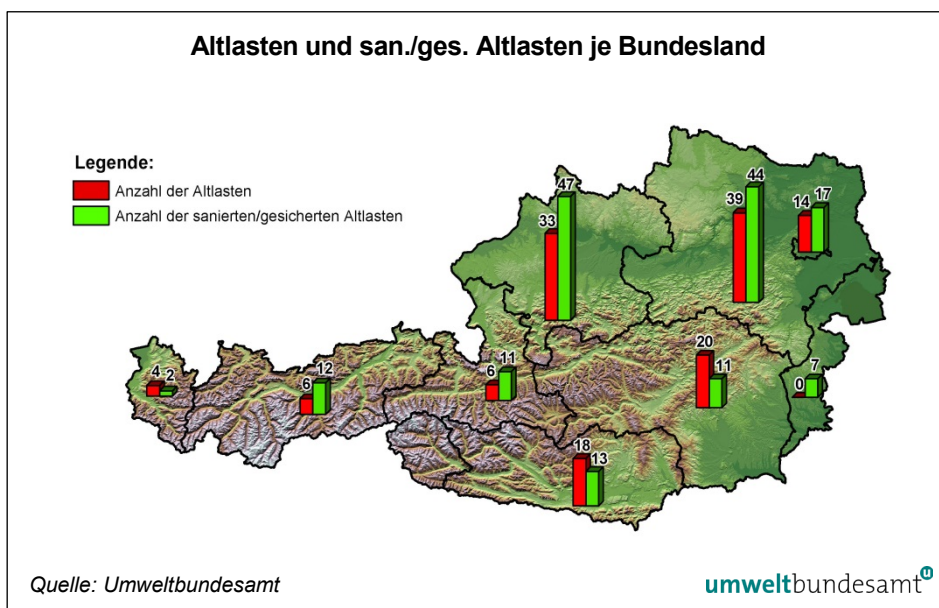 Altlasten und san./ges. Altlasten je Bundesland
Legende:
Anzahl der Altlasten
Anzahl der sanierten/gesicherten Altlasten
33 47
39 44
14 17
4 2
6 12
6 11
20 11
0 7
18 13
Quelle: Umweltbundesamt
umweltbundesamt u